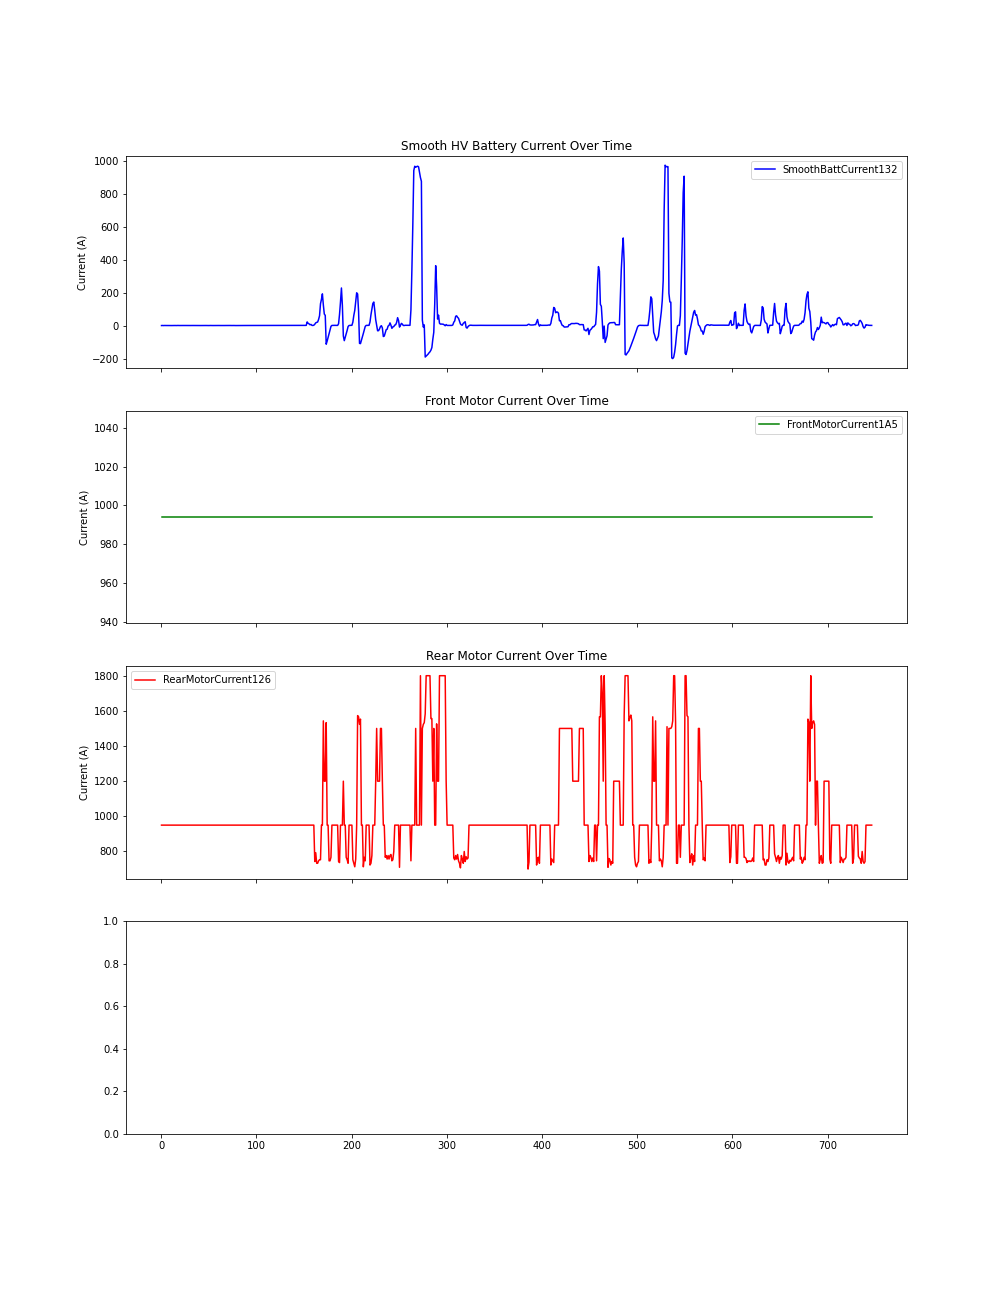 Smooth HV Battery Current Over Time
1000
800
600
400
200
0
−200
Current (A)
SmoothBattCurrent132
Front Motor Current Over Time
1040
1020
1000
980
960
940
Current (A)
FrontMotorCurrent1A5
Rear Motor Current Over Time
1800
1600
1400
1200
1000
800
Current (A)
RearMotorCurrent126
1.0
0.8
0.6
0.4
0.2
0.0
0 100 200 300 400 500 600 700